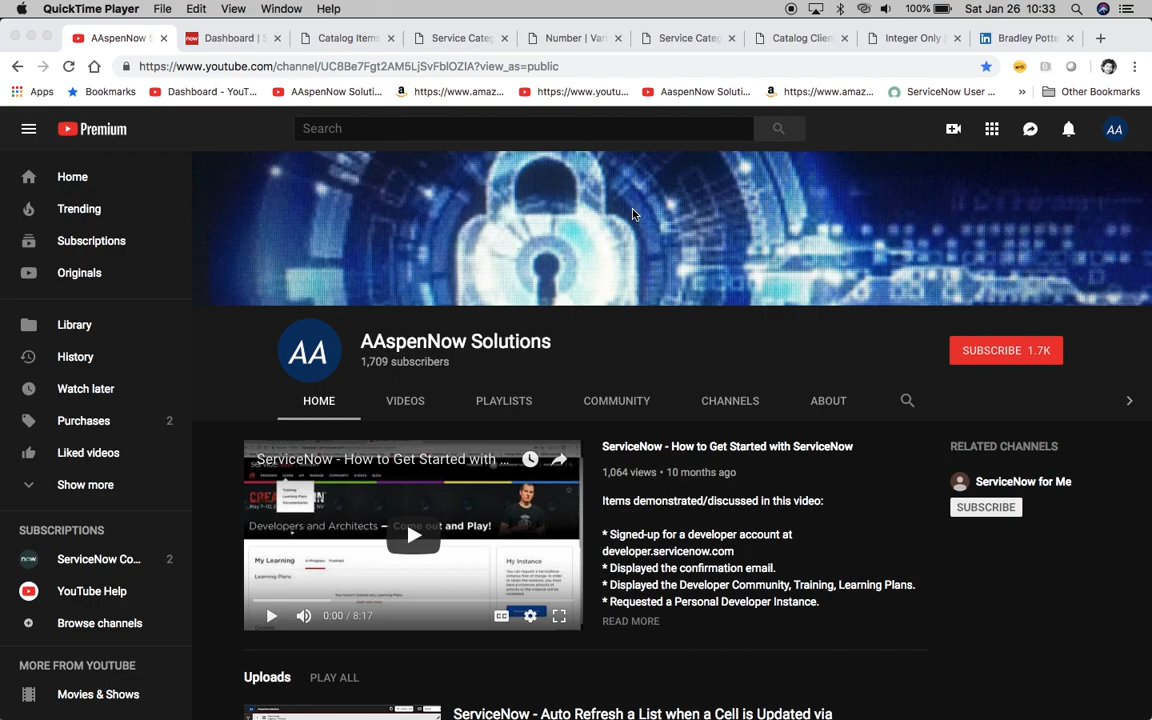 QuickTime Player File Edit View Window Help 100% Sat Jan 26 10:33
AAspenNow S Dashboard | S Catalog Items Service Categ Number | Vari Service Categ Catalog Clien Integer Only Bradley Potte
https://www.youtube.com/channel/UC8Be7Fgt2AM5LjSvFblOZIA?view_as=public
Apps Bookmarks Dashboard - YouT... AAspenNow Soluti... https://www.amaz... https://www.youtu... AaspenNow Soluti... https://www.amaz... ServiceNow User ... » Other Bookmarks
Premium Search AA
Home
Trending
Subscriptions
Originals
Library
History
Watch later
Purchases 2
Liked videos
Show more
SUBSCRIPTIONS
ServiceNow Co... 2
YouTube Help
Browse channels
MORE FROM YOUTUBE
Movies & Shows
AA
AAspenNow Solutions
1,709 subscribers
SUBSCRIBE 1.7K
HOME VIDEOS PLAYLISTS COMMUNITY CHANNELS ABOUT
ServiceNow - How to Get Started with ...
Developers and Architects – Come out and Play!
My Learning
Learning Plans
My Instance
0:00 / 8:17
CC
ServiceNow - How to Get Started with ServiceNow
1,064 views • 10 months ago
Items demonstrated/discussed in this video:
* Signed-up for a developer account at
developer.servicenow.com
* Displayed the confirmation email.
* Displayed the Developer Community, Training, Learning Plans.
* Requested a Personal Developer Instance.
READ MORE
RELATED CHANNELS
ServiceNow for Me
SUBSCRIBE
Uploads PLAY ALL
ServiceNow - Auto Refresh a List when a Cell is Updated via